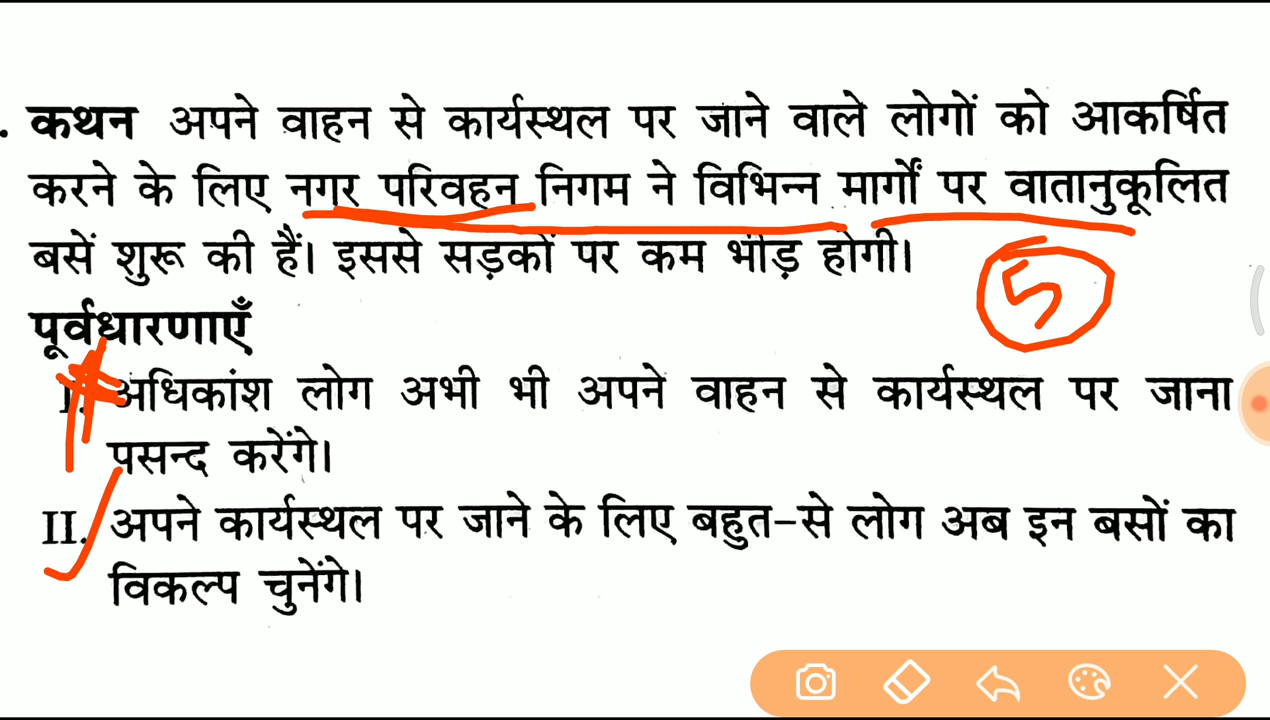 . कथन अपने वाहन से कार्यस्थल पर जाने वाले लोगों को आकर्षित
करने के लिए नगर परिवहन निगम ने विभिन्न मार्गों पर वातानुकूलित
बसें शुरू की हैं। इससे सड़कों पर कम भीड़ होगी।
5
पूर्वधारणाएँ
I. अधिकांश लोग अभी भी अपने वाहन से कार्यस्थल पर जाना
पसन्द करेंगे।
II. अपने कार्यस्थल पर जाने के लिए बहुत-से लोग अब इन बसों का
विकल्प चुनेंगे।